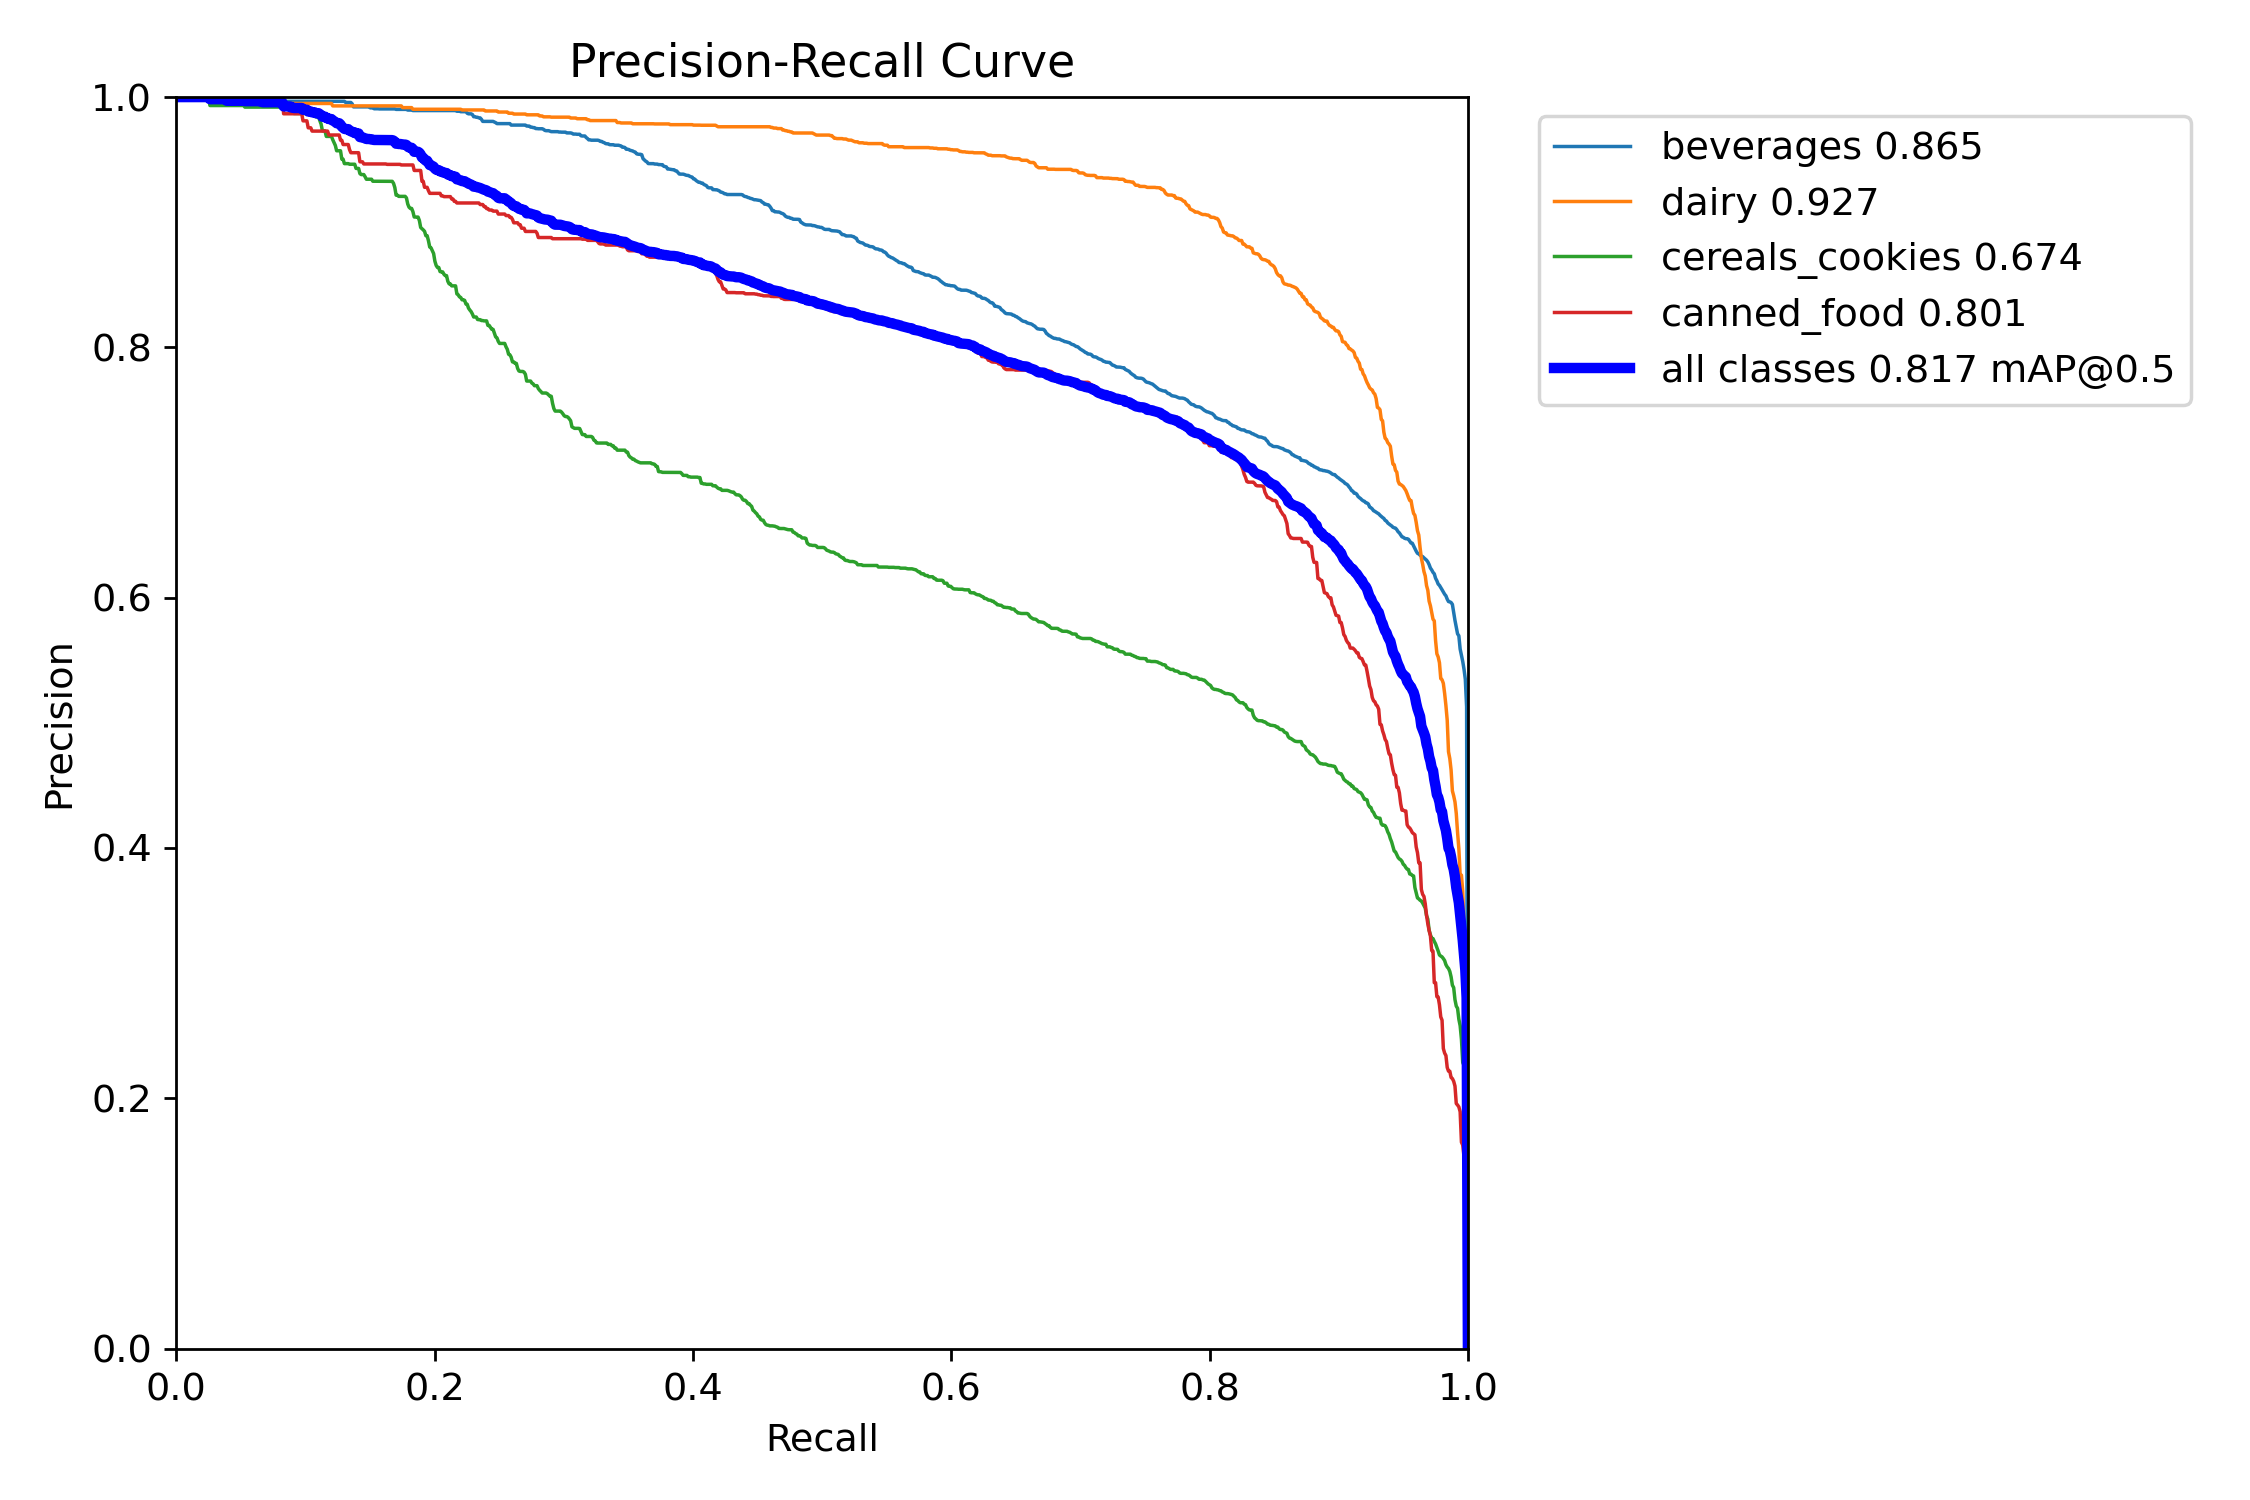 Precision-Recall Curve
1.0
0.8
0.6
0.4
0.2
0.0
Precision
0.0 0.2 0.4 0.6 0.8 1.0
Recall
beverages 0.865
dairy 0.927
cereals_cookies 0.674
canned_food 0.801
all classes 0.817 mAP@0.5